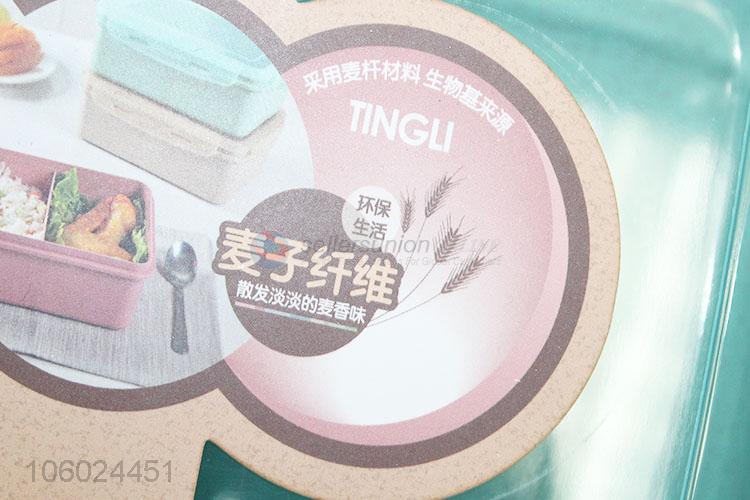 采用麦杆材料 生物基来源
TINGLI
环保
生活
sellersunion
麦子纤维
散发淡淡的麦香味
106024451